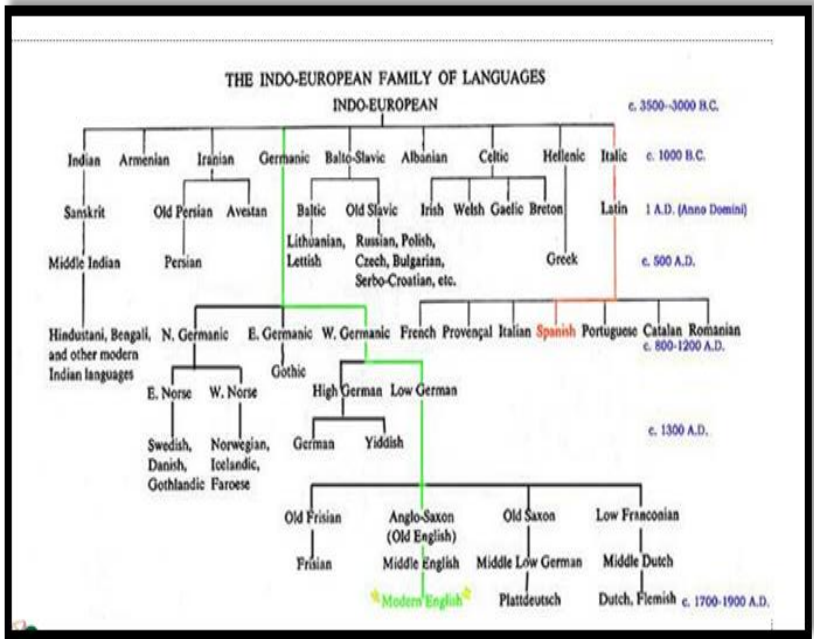 THE INDO-EUROPEAN FAMILY OF LANGUAGES
INDO-EUROPEAN
c. 3500-3000 B.C.
Indian Armenian Iranian Germanic Balto-Slavic Albanian Celtic Hellenic Italic c. 1000 B.C.
Sanskrit Old Persian Avestan Baltic Old Slavic Irish Welsh Gaelic Breton Latin 1 A.D. (Anno Domini)
Lithuanian, Russian, Polish,
Middle Indian Persian Lettish Czech, Bulgarian, Greek c. 500 A.D.
Serbo-Croatian, etc.
Hindustani, Bengali, N. Germanic E. Germanic W. Germanic French Provençal Italian Spanish Portuguese Catalan Romanian
and other modern c. 800-1200 A.D.
Indian languages Gothic
E. Norse W. Norse High German Low German
c. 1300 A.D.
Swedish, Norwegian, German Yiddish
Danish, Icelandic,
Gothlandic Faroese
Old Frisian Anglo-Saxon Old Saxon Low Franconian
(Old English)
Frisian Middle English Middle Low German Middle Dutch
Modern English Plattdeutsch Dutch, Flemish c. 1700-1900 A.D.